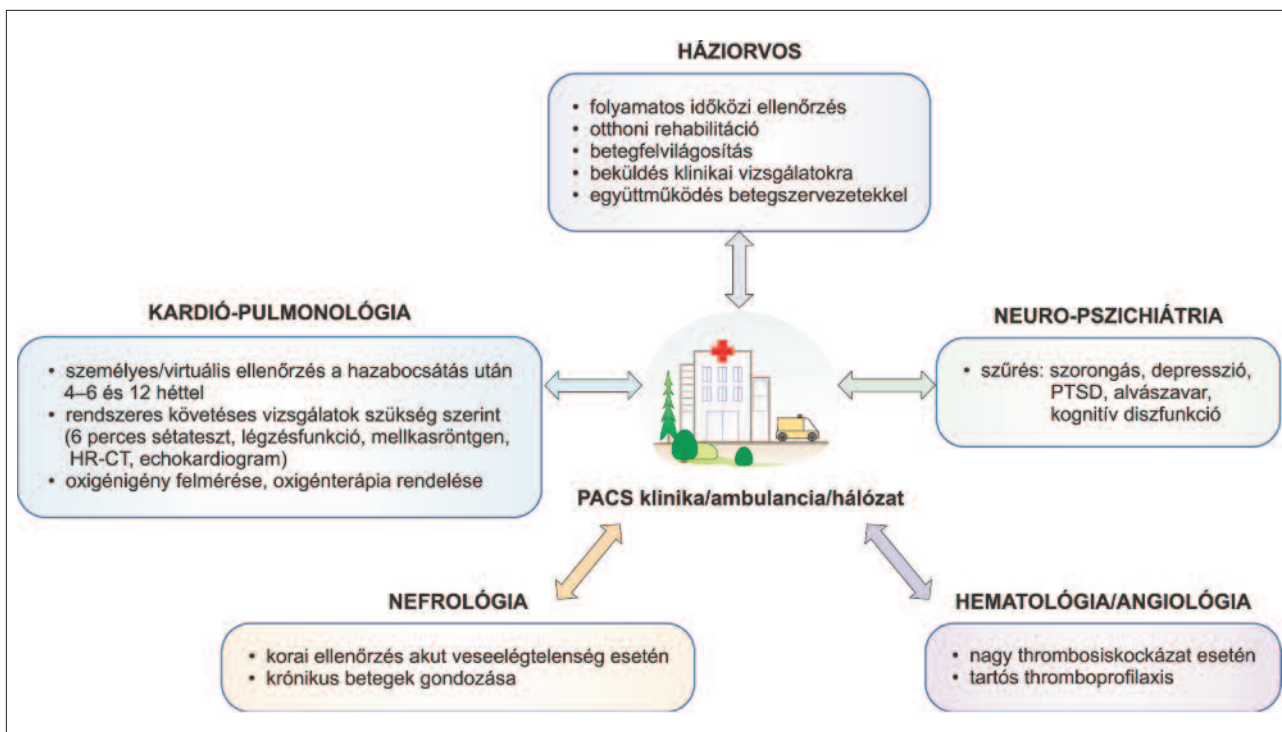 HÁZIORVOS
• folyamatos időközi ellenőrzés
• otthoni rehabilitáció
• betegfelvilágosítás
• beküldés klinikai vizsgálatokra
• együttműködés betegszervezetekkel
KARDIÓ-PULMONOLÓGIA
• személyes/virtuális ellenőrzés a hazabocsátás után
4–6 és 12 héttel
• rendszeres követéses vizsgálatok szükség szerint
(6 perces sétateszt, légzésfunkció, mellkasröntgen,
HR-CT, echokardiogram)
• oxigénigény felmérése, oxigénterápia rendelése
NEURO-PSZICHIÁTRIA
• szűrés: szorongás, depresszió,
PTSD, alvászavar,
kognitív diszfunkció
PACS klinika/ambulancia/hálózat
NEFROLÓGIA
• korai ellenőrzés akut veseelégtelenség esetén
• krónikus betegek gondozása
HEMATOLÓGIA/ANGIOLÓGIA
• nagy thrombosiskockázat esetén
• tartós thromboprofilaxis